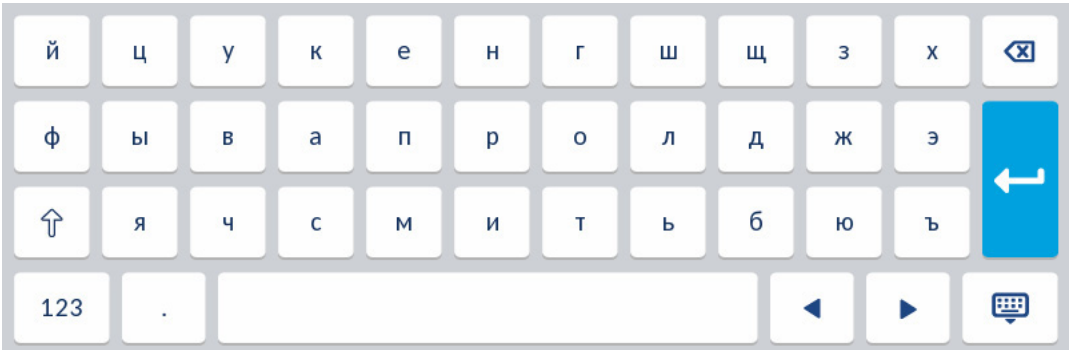 й ц у к е н г ш щ з х
ф ы в а п р о л д ж э
я ч с м и т ь б ю ъ
123 .